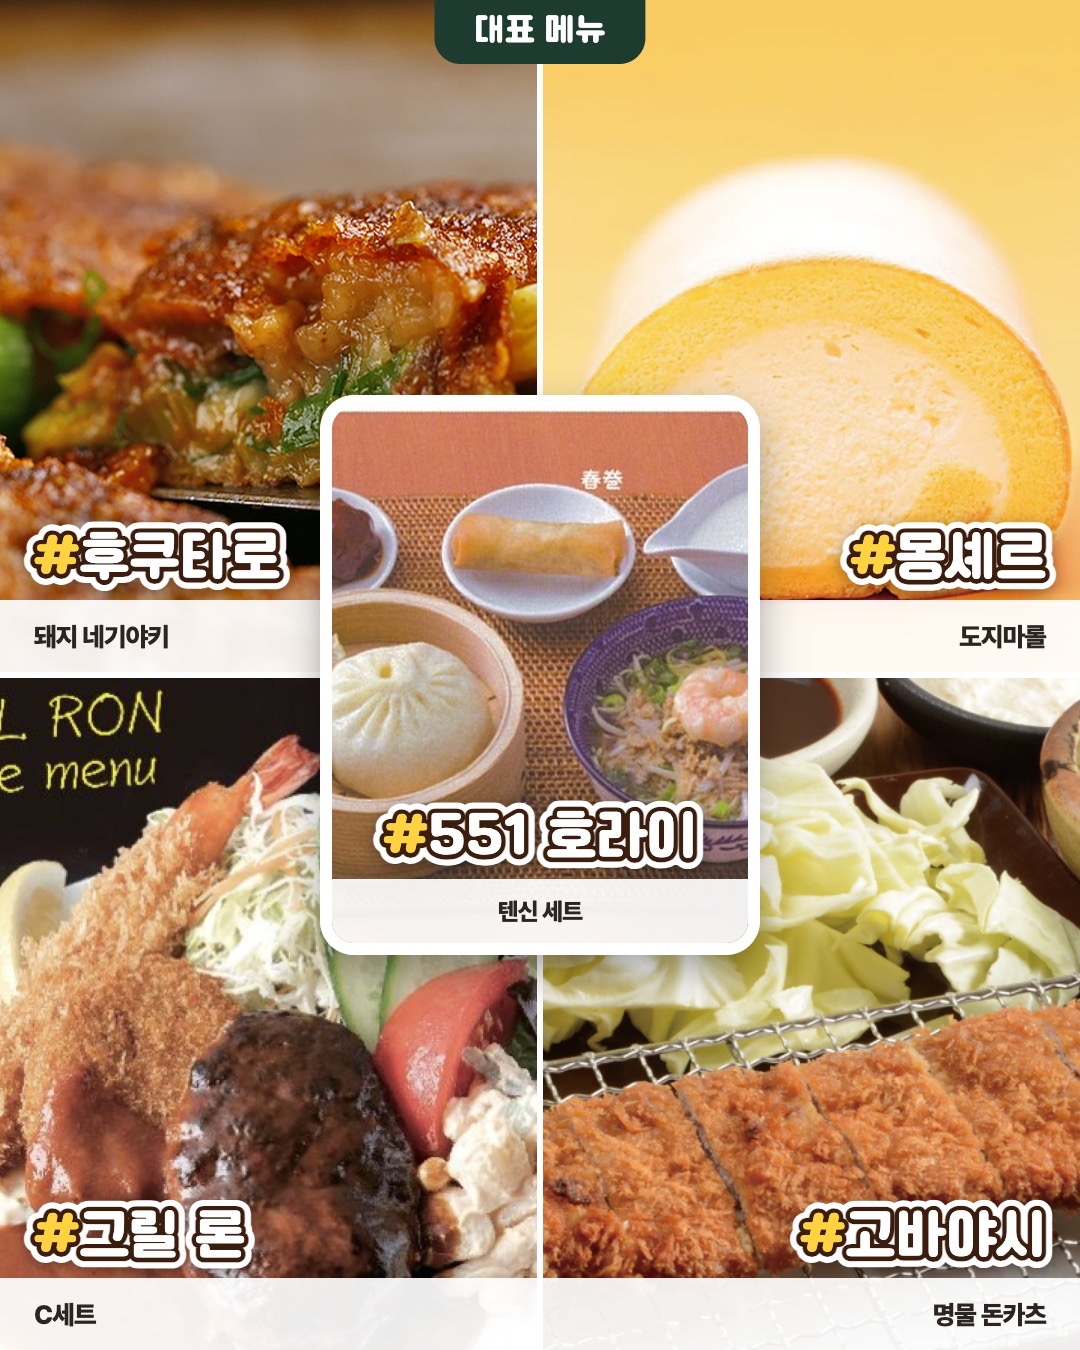 대표 메뉴
#후쿠타로
돼지 네기야키
#몽셰르
도지마롤
春巻
#551 호라이
텐신 세트
L RON
e menu
#그릴 론
C세트
#고바야시
명물 돈카츠